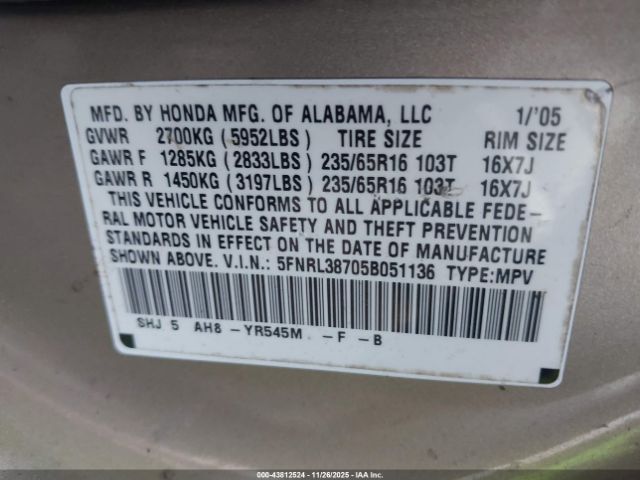 MFD. BY HONDA MFG. OF ALABAMA, LLC 1/'05
GVWR 2700KG (5952LBS) TIRE SIZE RIM SIZE
GAWR F 1285KG (2833LBS) 235/65R16 103T 16X7J
GAWR R 1450KG (3197LBS) 235/65R16 103T 16X7J
THIS VEHICLE CONFORMS TO ALL APPLICABLE FEDE-
RAL MOTOR VEHICLE SAFETY AND THEFT PREVENTION
STANDARDS IN EFFECT ON THE DATE OF MANUFACTURE
SHOWN ABOVE. V.I.N.: 5FNRL38705B051136 TYPE:MPV
SHJ 5 AH8 -YR545M. -F -B
000-43812524 | 11/26/2025 | IAA Inc.